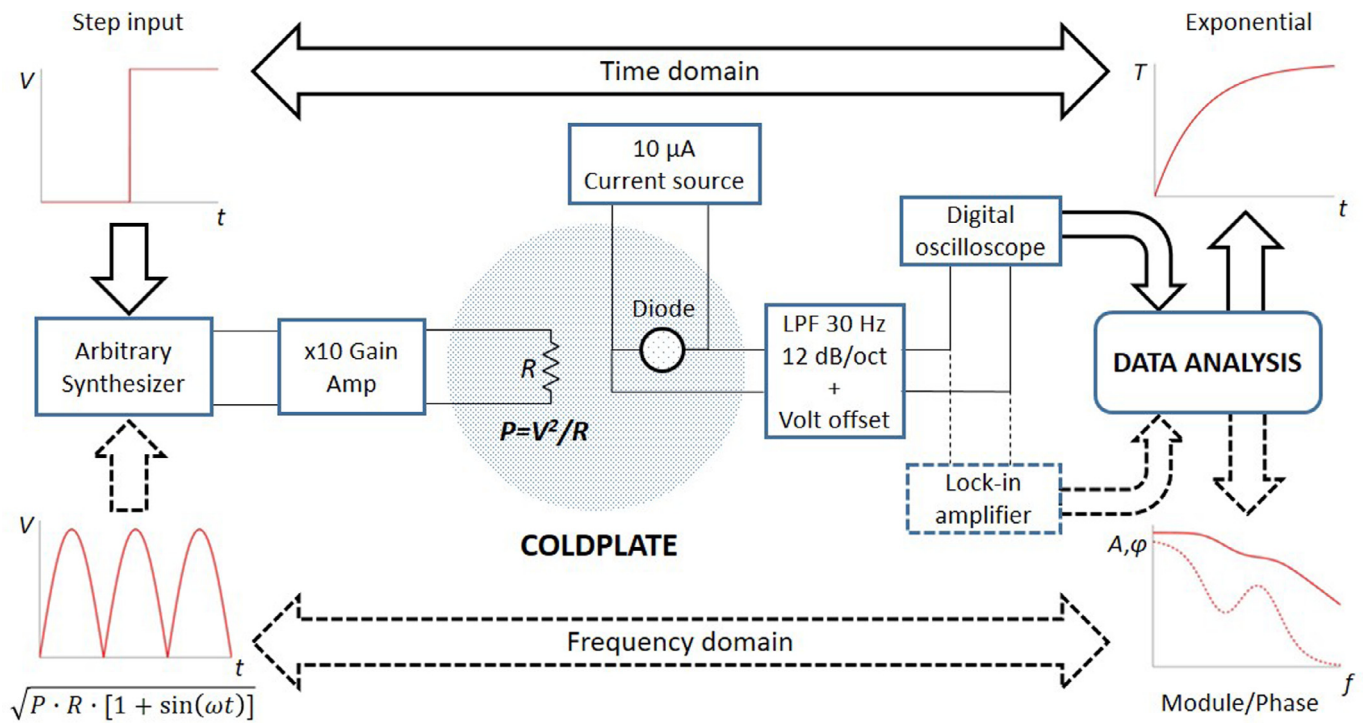 Step input
V
t
Time domain
Exponential
T
t
10 µA
Current source
Digital
oscilloscope
Diode
Arbitrary
Synthesizer
x10 Gain
Amp
R
P=V²/R
LPF 30 Hz
12 dB/oct
+
Volt offset
DATA ANALYSIS
Lock-in
amplifier
COLDPLATE
V
t
√P · R · [1 + sin(ωt)]
Frequency domain
A,φ
f
Module/Phase